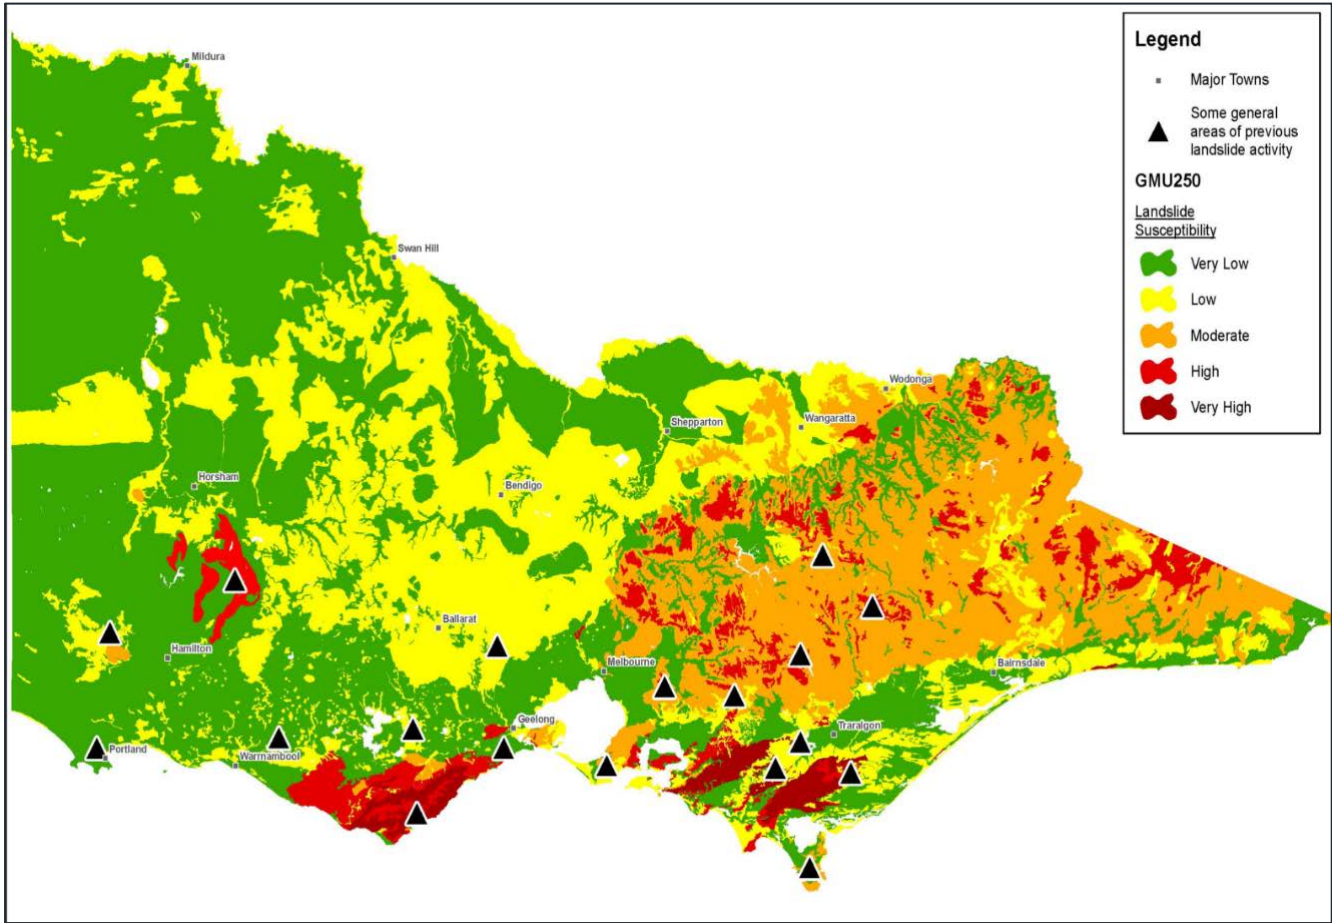 Legend
Major Towns
Some general
areas of previous
landslide activity
GMU250
Landslide
Susceptibility
Very Low
Low
Moderate
High
Very High
Mildura
Swan Hill
Wodonga
Wangaratta
Shepparton
Horsham
Bendigo
Ballarat
Hamilton
Melbourne
Bairnsdale
Geelong
Traralgon
Portland
Warrnambool